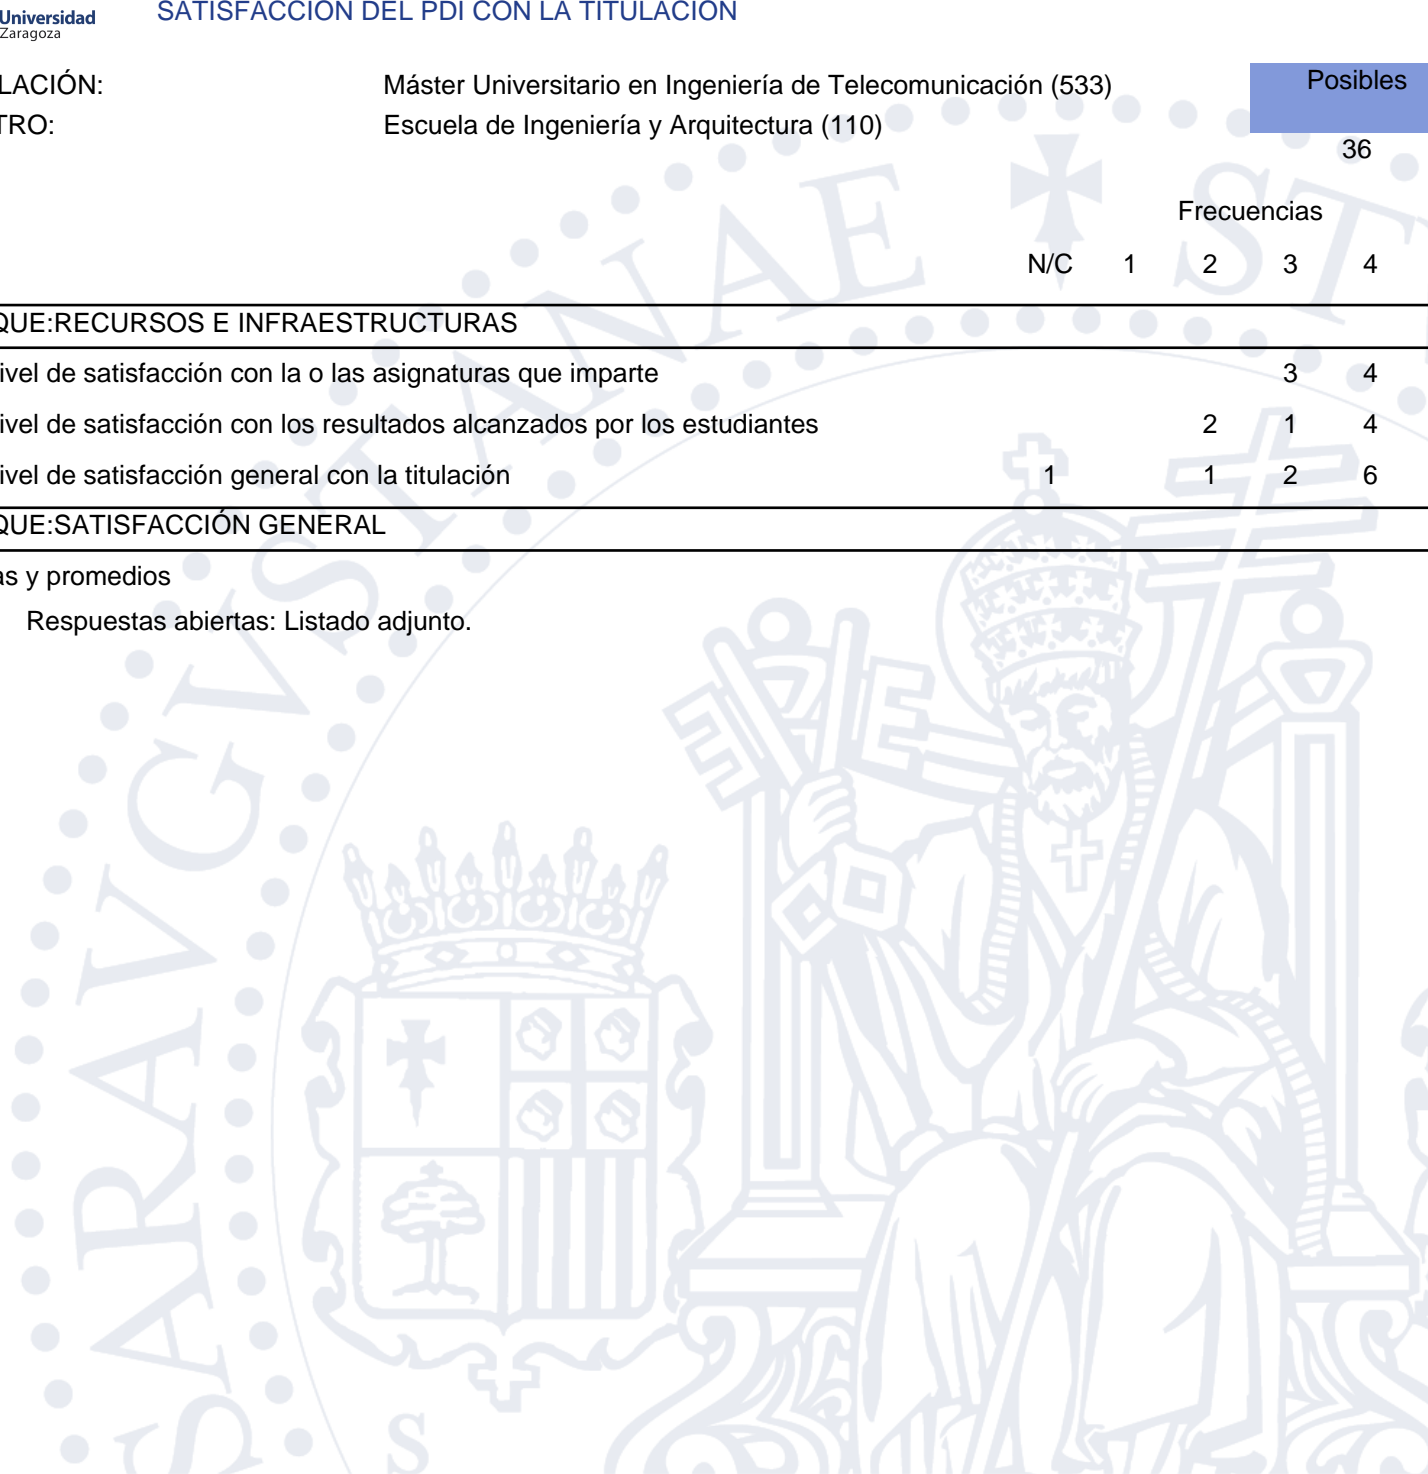 SATISFACCIÓN DEL PDI CON LA TITULACIÓN
Universidad
Zaragoza
LACIÓN: Máster Universitario en Ingeniería de Telecomunicación (533) Posibles
TRO: Escuela de Ingeniería y Arquitectura (110)
36
Frecuencias
N/C 1 2 3 4
QUE:RECURSOS E INFRAESTRUCTURAS
ivel de satisfacción con la o las asignaturas que imparte 3 4
ivel de satisfacción con los resultados alcanzados por los estudiantes 2 1 4
ivel de satisfacción general con la titulación 1 1 2 6
QUE:SATISFACCIÓN GENERAL
as y promedios
Respuestas abiertas: Listado adjunto.
SARAVGVSTANAE ST
S